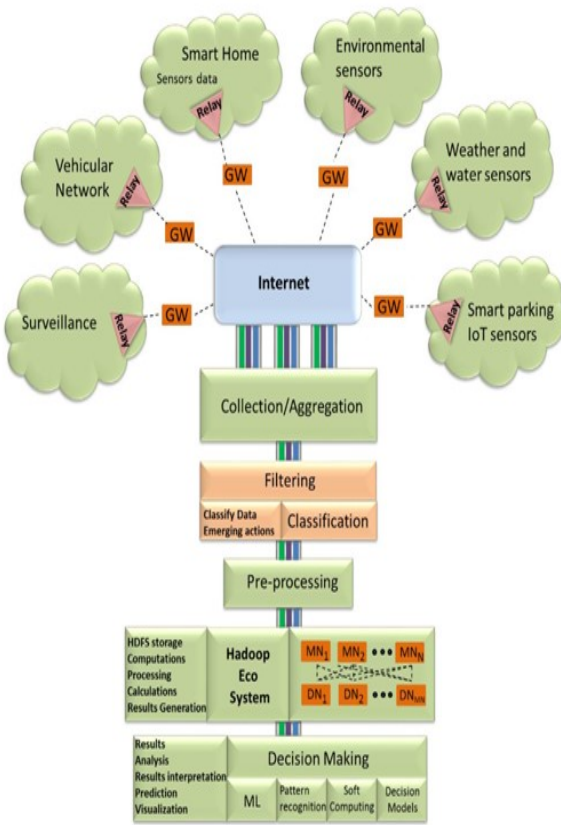 Smart Home
Sensors data
Relay
Environmental
sensors
Relay
Vehicular
Network
Relay
GW
GW
Weather and
water sensors
Relay
GW
GW
Internet
Surveillance
Relay
GW
GW
Relay
Smart parking
IoT sensors
Collection/Aggregation
Filtering
Classify Data
Emerging actions
Classification
Pre-processing
HDFS storage
Computations
Processing
Calculations
Results Generation
Hadoop
Eco
System
MN1 MN2 ••• MNN
DN1 DN2 ••• DNMN
Results
Analysis
Results interpretation
Prediction
Visualization
Decision Making
ML
Pattern
recognition
Soft
Computing
Decision
Models